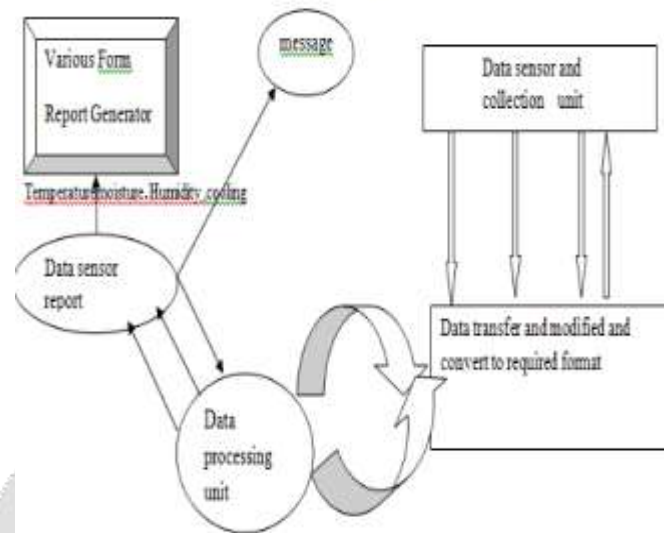 Various Form
Report Generator
message
Data sensor and
collection unit
Temperature moisture. Humidity, cooling
Data sensor
report
Data transfer and modified and
convert to required format
Data
processing
unit